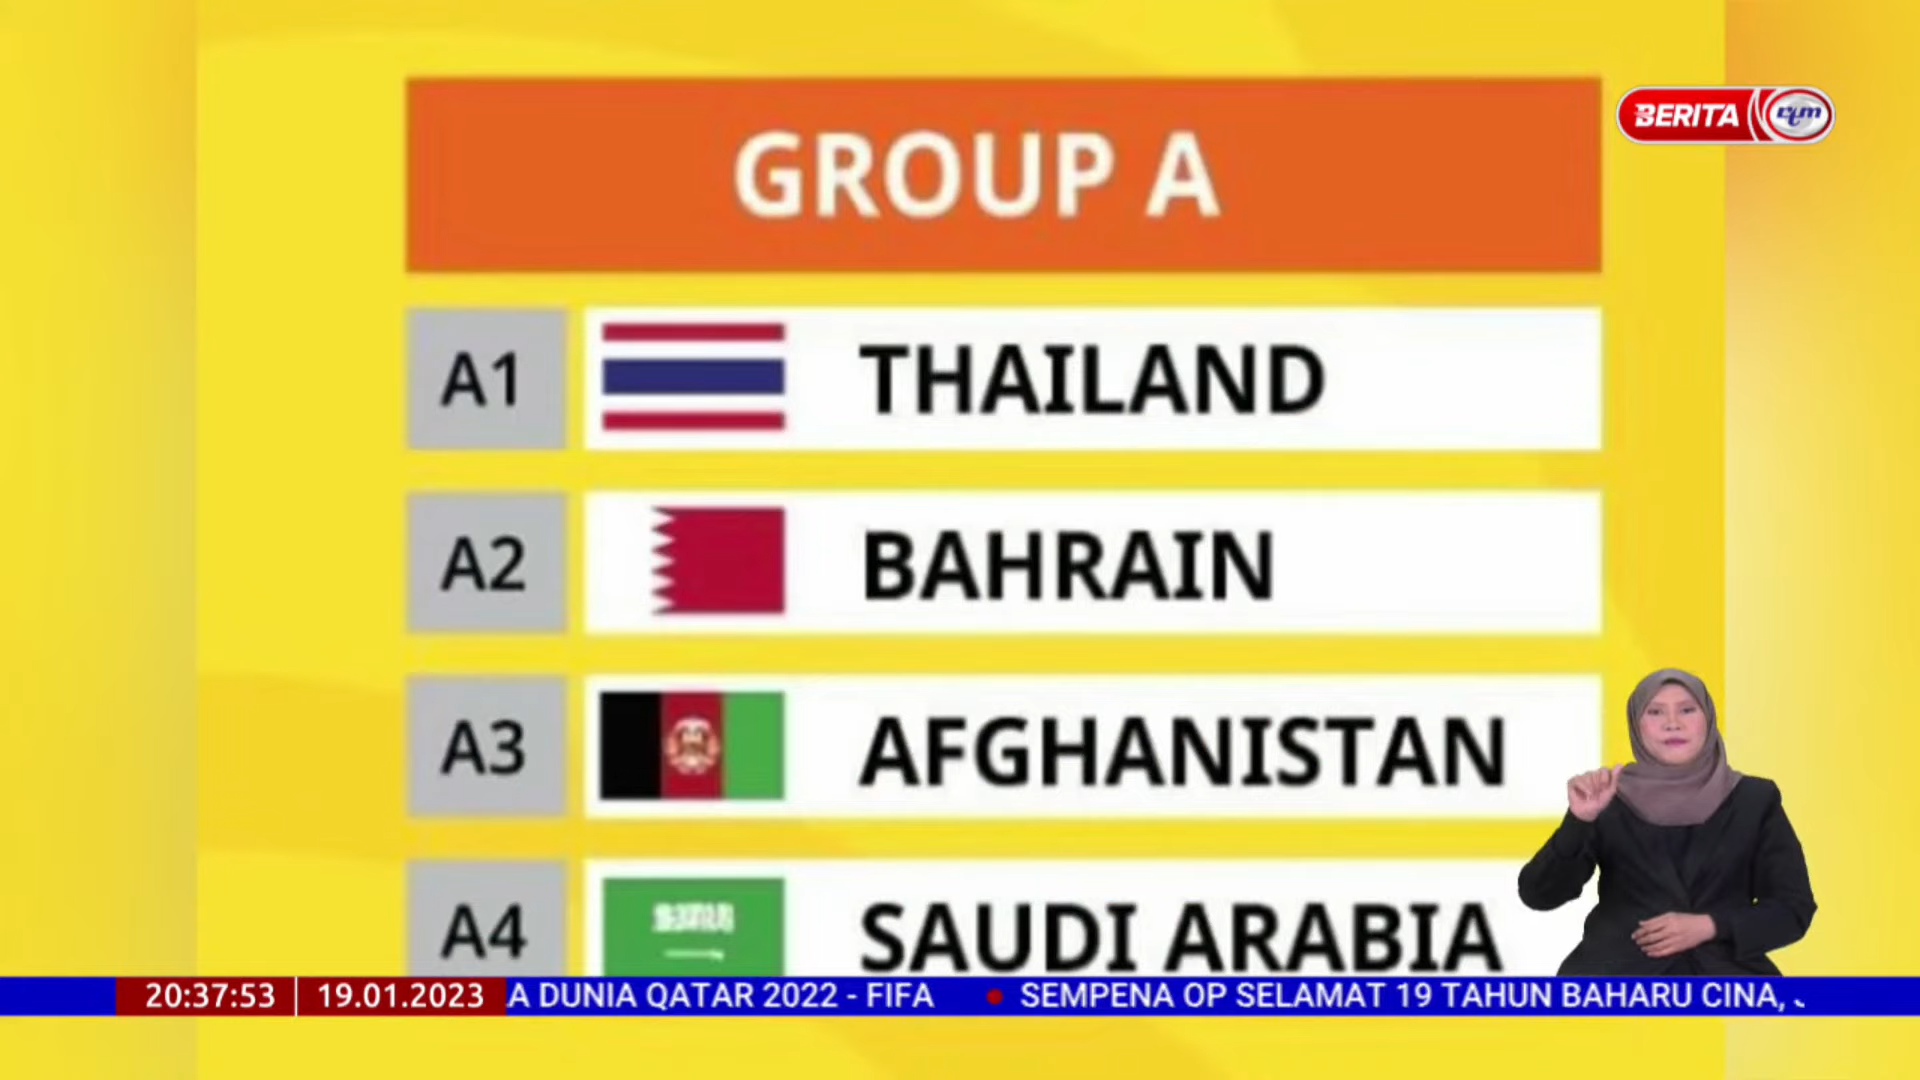 GROUP A
BERITA rtm
A1 THAILAND
A2 BAHRAIN
A3 AFGHANISTAN
A4 SAUDI ARABIA
20:37:53 19.01.2023 A DUNIA QATAR 2022 - FIFA • SEMPENA OP SELAMAT 19 TAHUN BAHARU CINA,